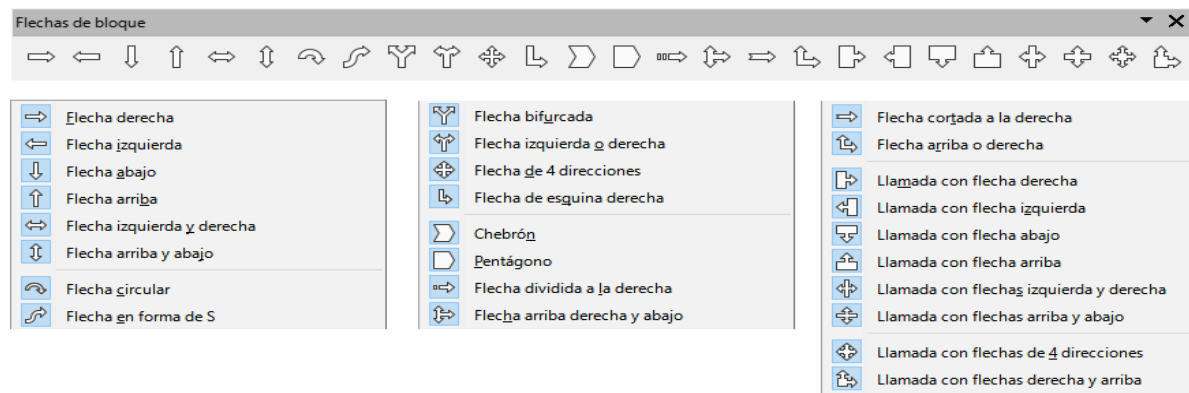 Flechas de bloque
Flecha derecha
Flecha izquierda
Flecha abajo
Flecha arriba
Flecha izquierda y derecha
Flecha arriba y abajo
Flecha circular
Flecha en forma de S
Flecha bifurcada
Flecha izquierda o derecha
Flecha de 4 direcciones
Flecha de esquina derecha
Chebrón
Pentágono
Flecha dividida a la derecha
Flecha arriba derecha y abajo
Flecha cortada a la derecha
Flecha arriba o derecha
Llamada con flecha derecha
Llamada con flecha izquierda
Llamada con flecha abajo
Llamada con flecha arriba
Llamada con flechas izquierda y derecha
Llamada con flechas arriba y abajo
Llamada con flechas de 4 direcciones
Llamada con flechas derecha y arriba